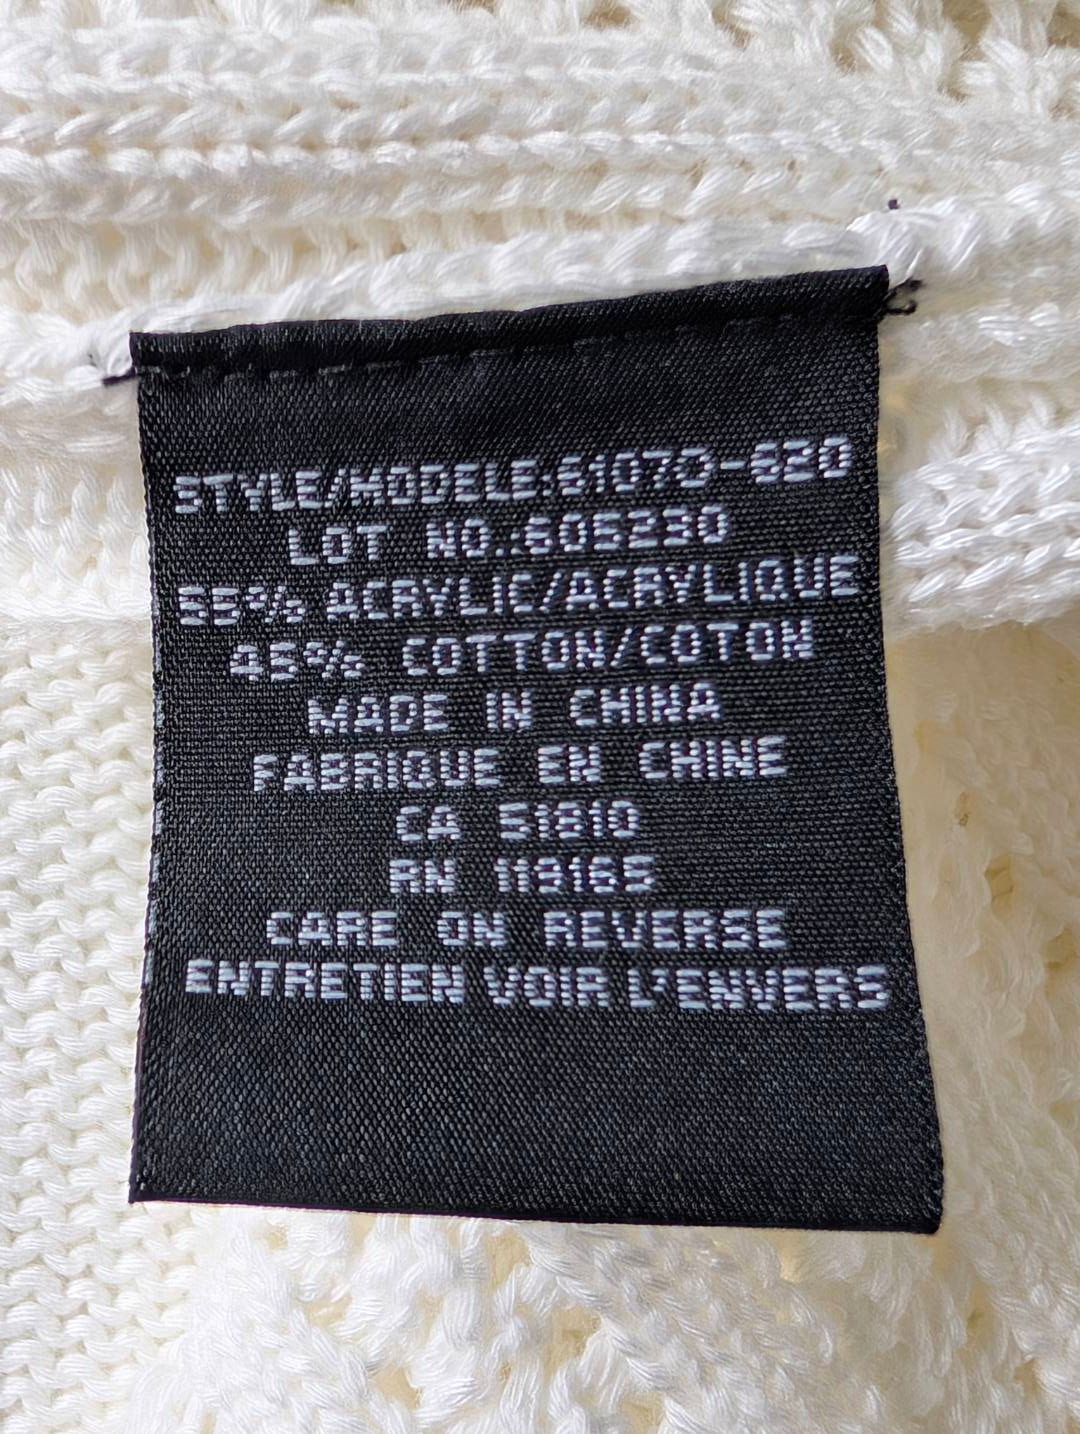 STYLE/MODELE:61070-620
LOT NO.:605230
55% ACRYLIC/ACRYLIQUE
45% COTTON/COTON
MADE IN CHINA
FABRIQUE EN CHINE
CA 51810
RN 119165
CARE ON REVERSE
ENTRETIEN VOIR L'ENVERS